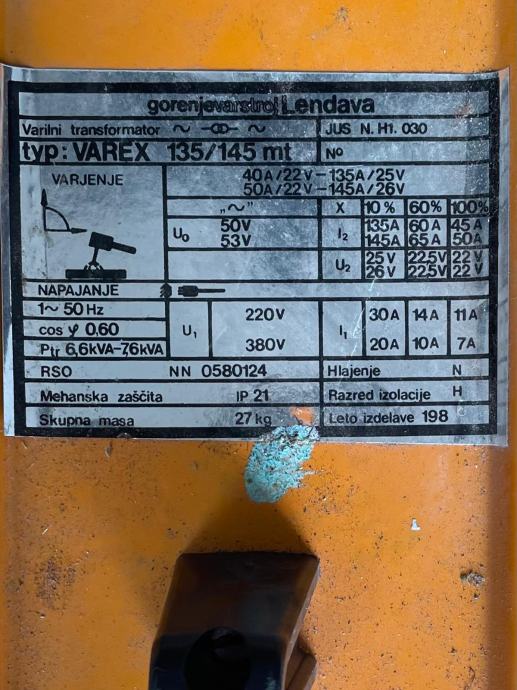 gorenje varstroj Lendava
Varilni transformator
JUS N. H1. 030
typ: VAREX 135/145 mt
Nº
VARJENJE
40A/22V – 135A/25V
50A/22V – 145A/26V
„~”
X 10% 60% 100%
U₀ 50V
53V
I₂ 135A 60A 45A
145A 65A 50A
U₂ 25V 22,5V 22V
26V 22,5V 22V
NAPAJANJE
1~ 50 Hz
cos φ 0,60
Ptr 6,6kVA-7,6kVA
U₁ 220V
380V
I₁ 30A 14A 11A
20A 10A 7A
RSO NN 0580124
Hlajenje N
Mehanska zaščita IP 21
Razred izolacije H
Skupna masa 27 kg
Leto izdelave 198